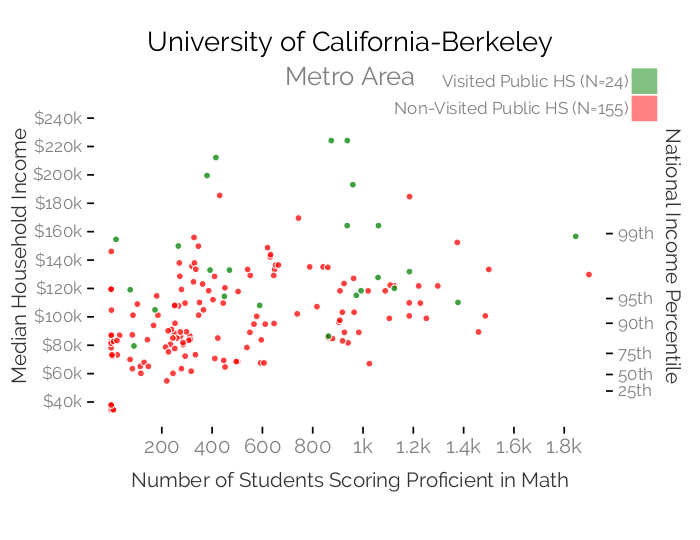 University of California-Berkeley
Metro Area
Visited Public HS (N=24)
Non-Visited Public HS (N=155)
Median Household Income
$240k
$220k
$200k
$180k
$160k
$140k
$120k
$100k
$80k
$60k
$40k
National Income Percentile
99th
95th
90th
75th
50th
25th
200 400 600 800 1k 1.2k 1.4k 1.6k 1.8k
Number of Students Scoring Proficient in Math